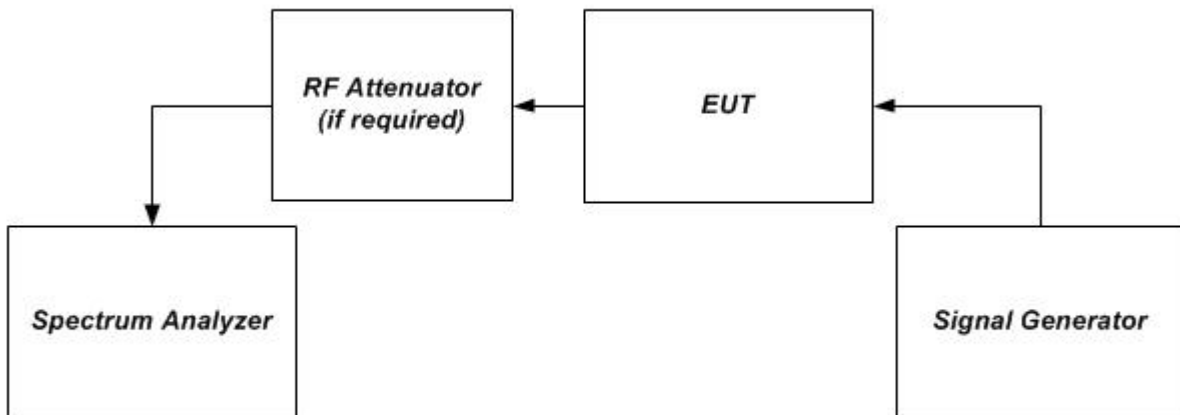 RF Attenuator
(if required)
EUT
Spectrum Analyzer
Signal Generator